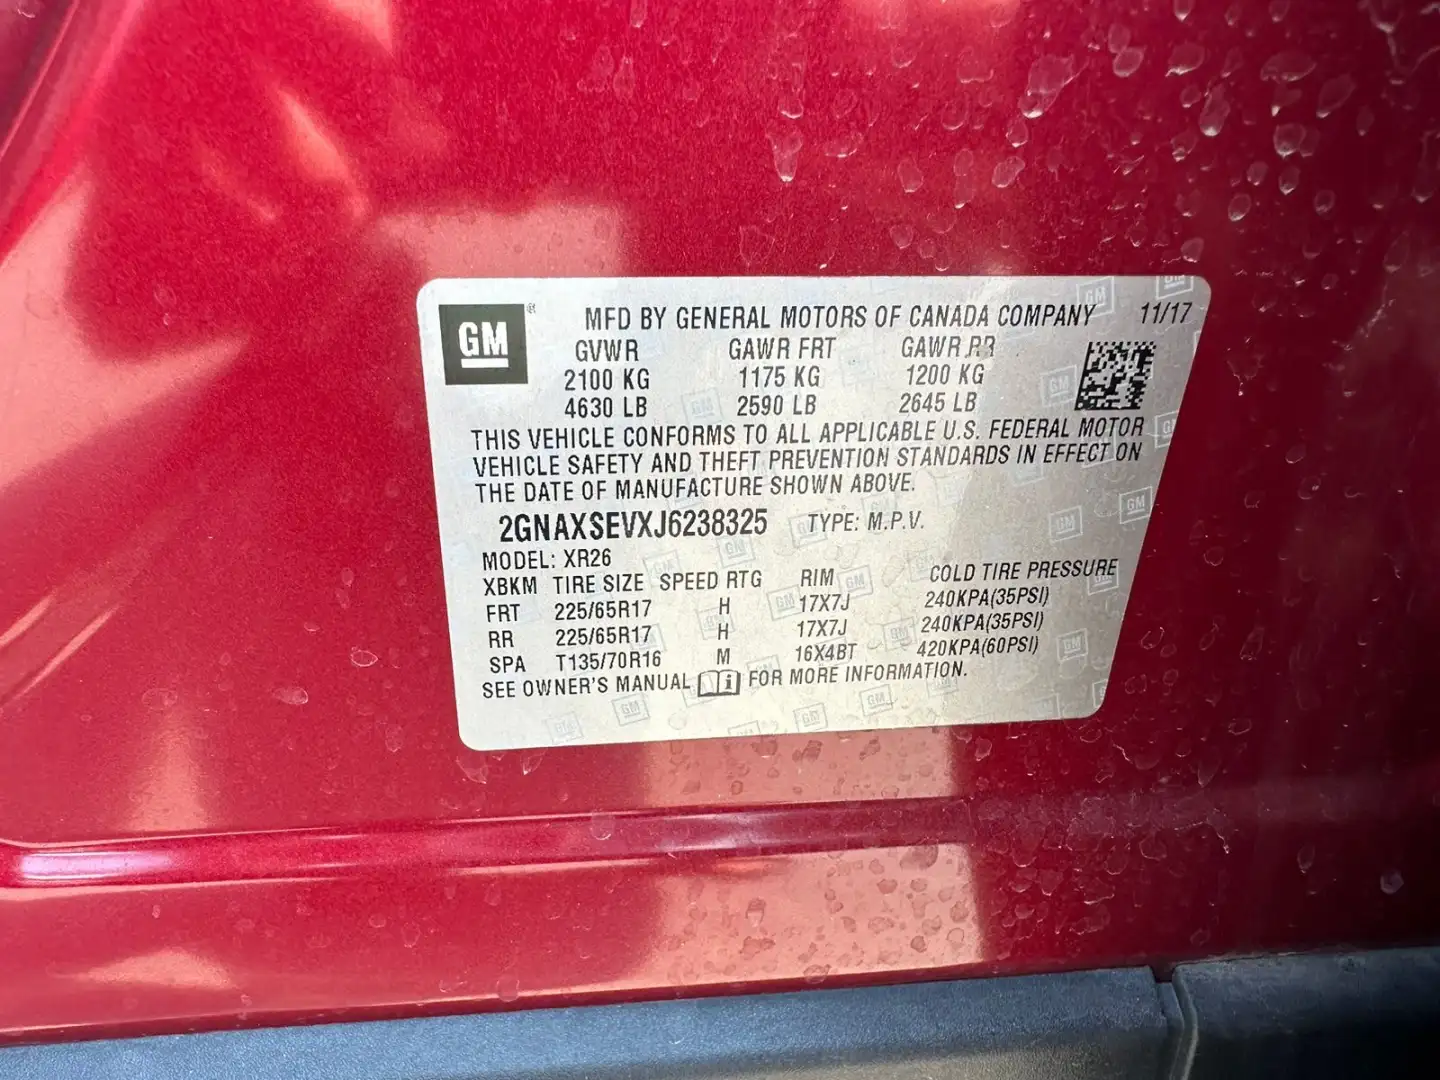 GM® MFD BY GENERAL MOTORS OF CANADA COMPANY 11/17
GVWR GAWR FRT GAWR RR
2100 KG 1175 KG 1200 KG
4630 LB 2590 LB 2645 LB
THIS VEHICLE CONFORMS TO ALL APPLICABLE U.S. FEDERAL MOTOR
VEHICLE SAFETY AND THEFT PREVENTION STANDARDS IN EFFECT ON
THE DATE OF MANUFACTURE SHOWN ABOVE.
2GNAXSEVXJ6238325 TYPE: M.P.V.
MODEL: XR26
XBKM TIRE SIZE SPEED RTG RIM COLD TIRE PRESSURE
FRT 225/65R17 H 17X7J 240KPA(35PSI)
RR 225/65R17 H 17X7J 240KPA(35PSI)
SPA T135/70R16 M 16X4BT 420KPA(60PSI)
SEE OWNER'S MANUAL i FOR MORE INFORMATION.